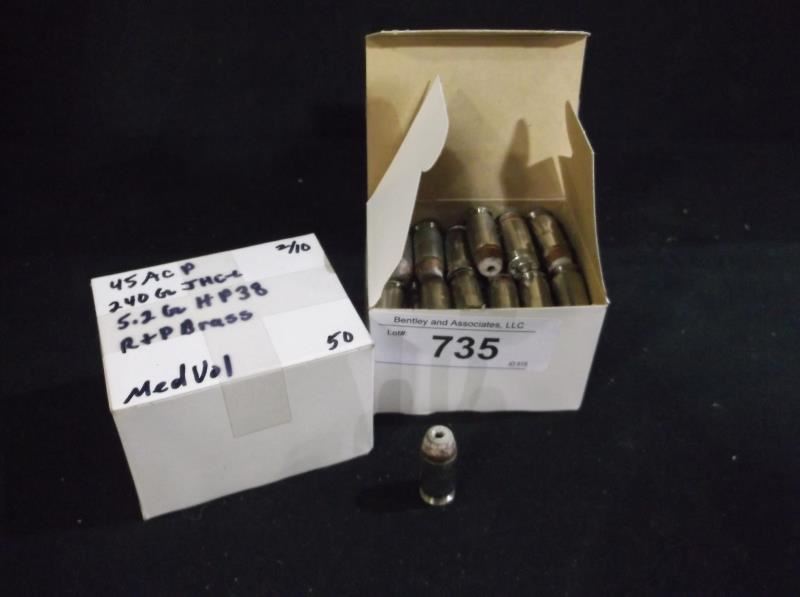 2/10
45 ACP
240 Gr JHC-L
5.2 Gr HP38
R+P Brass
50
Med Vol
Bentley and Associates, LLC
Lot#:
735